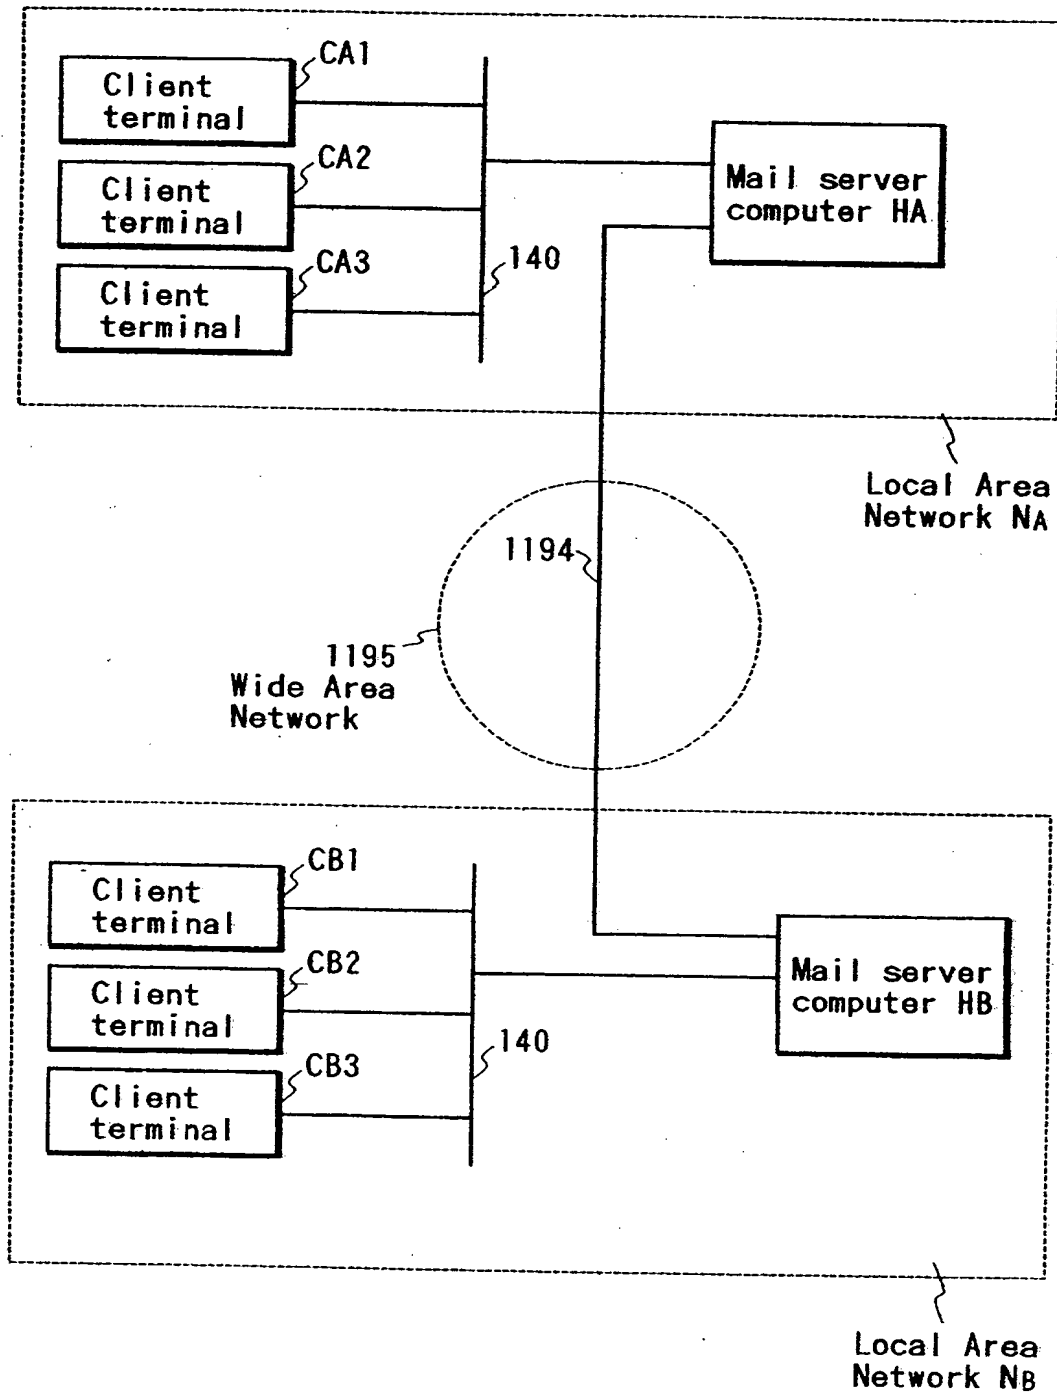 CA1
Client
terminal
CA2
Client
terminal
CA3
Client
terminal
140
Mail server
computer HA
Local Area
Network NA
1194
1195
Wide Area
Network
CB1
Client
terminal
CB2
Client
terminal
CB3
Client
terminal
140
Mail server
computer HB
Local Area
Network NB